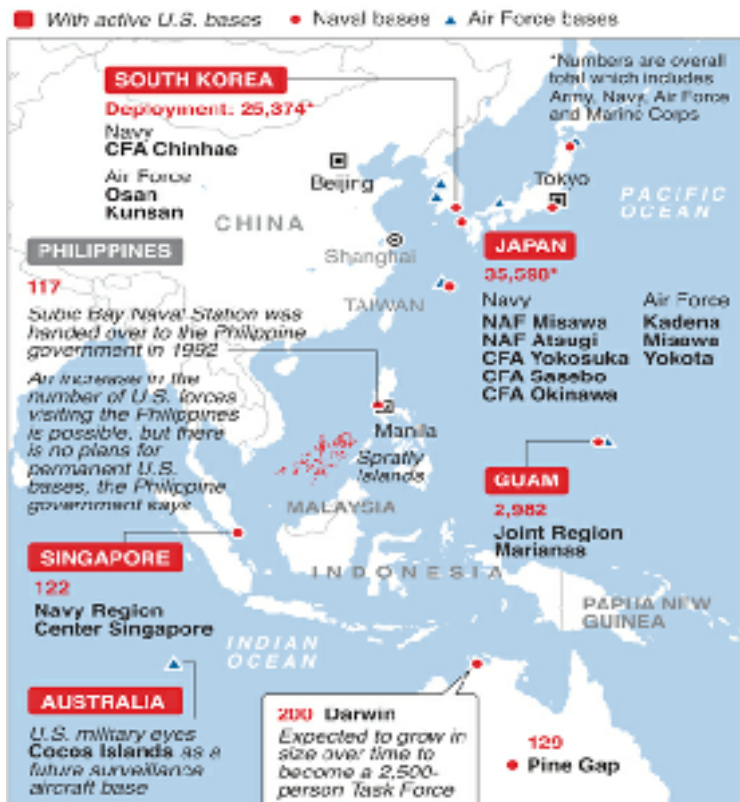 With active U.S. bases
Naval bases
Air Force bases
*Numbers are overall
total which includes
Army, Navy, Air Force
and Marine Corps
SOUTH KOREA
Deployment: 25,374*
Navy
CFA Chinhae
Air Force
Osan
Kunsan
Beijing
Tokyo
PACIFIC
OCEAN
CHINA
Shanghai
TAIWAN
PHILIPPINES
117
Subic Bay Naval Station was
handed over to the Philippine
government in 1992
An increase in the
number of U.S. forces
visiting the Philippines
is possible, but there
is no plans for
permanent U.S.
bases, the Philippine
government says
JAPAN
Navy
NAF Misawa
NAF Atsugi
CFA Yokosuka
CFA Sasebo
CFA Okinawa
Air Force
Kadena
Misawa
Yokota
Manila
Spratly
Islands
MALAYSIA
GUAM
2,982
Joint Region
Marianas
SINGAPORE
122
Navy Region
Center Singapore
INDONESIA
PAPUA NEW
GUINEA
INDIAN
OCEAN
AUSTRALIA
U.S. military eyes
Cocos Islands as a
future surveillance
aircraft base
200 Darwin
Expected to grow in
size over time to
become a 2,500-
person Task Force
129
Pine Gap